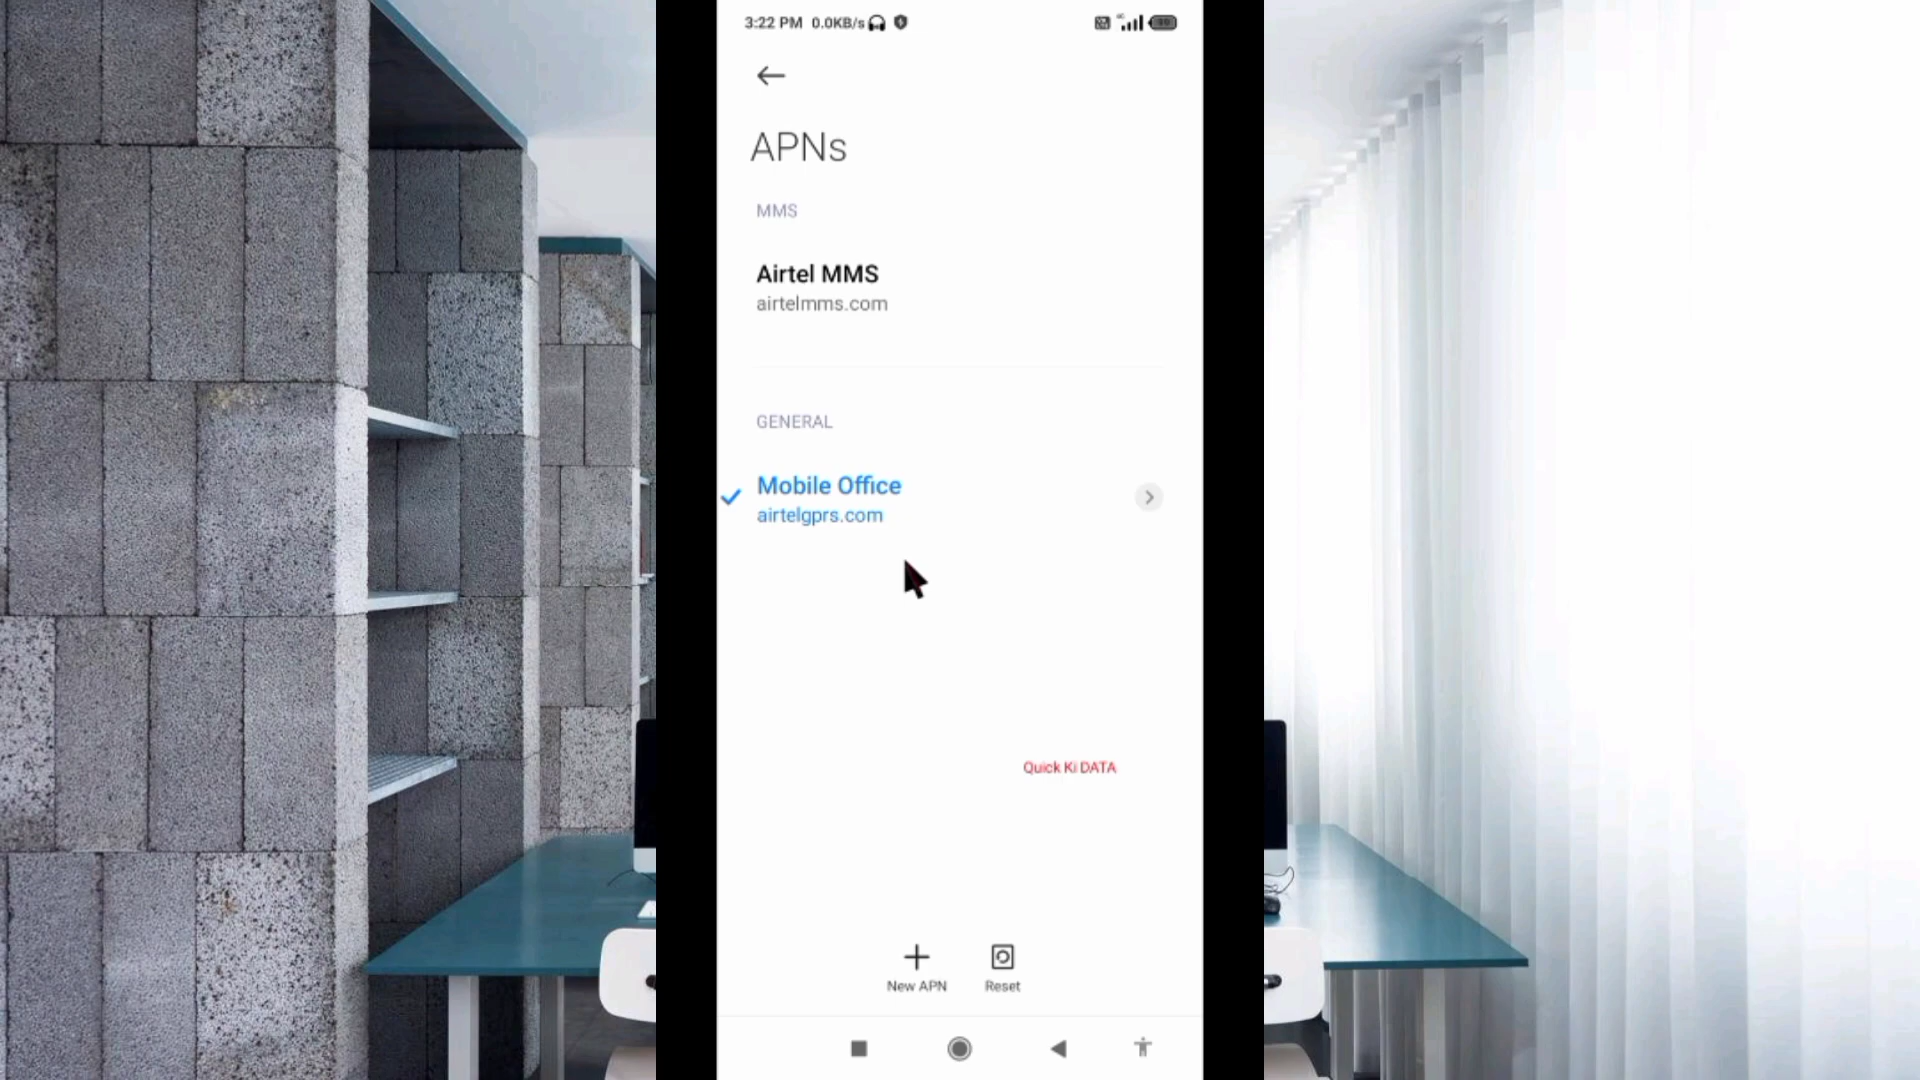 3:22 PM 0.0KB/s
APNs
MMS
Airtel MMS
airtelmms.com
GENERAL
Mobile Office
airtelgprs.com
Quick Ki DATA
New APN
Reset